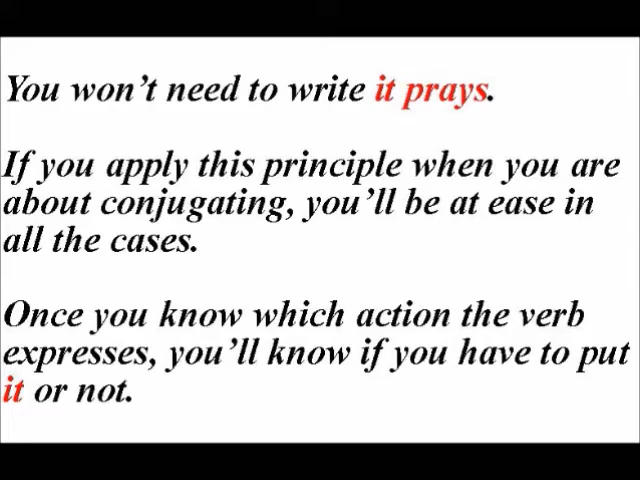 You won’t need to write it prays.
If you apply this principle when you are
about conjugating, you’ll be at ease in
all the cases.
Once you know which action the verb
expresses, you’ll know if you have to put
it or not.